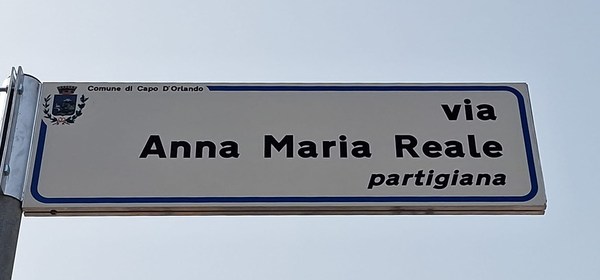 Comune di Capo D'Orlando
via
Anna Maria Reale
partigiana